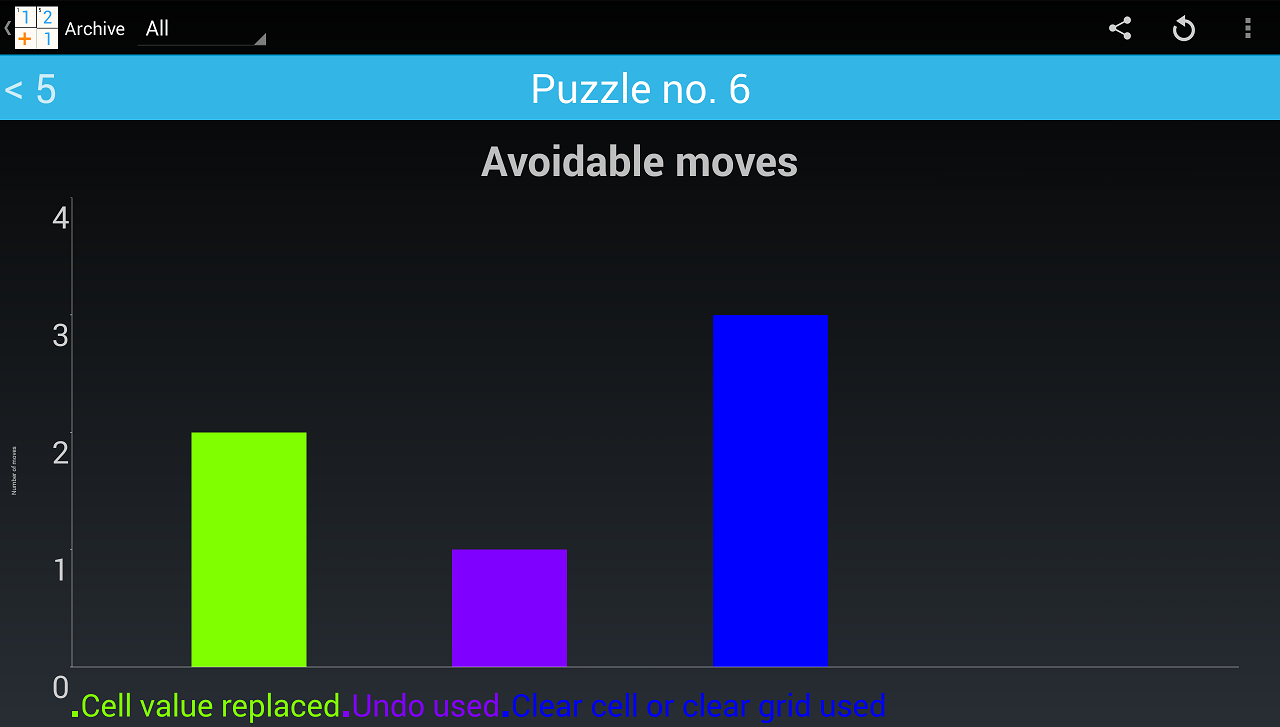 Archive All
< 5 Puzzle no. 6
Avoidable moves
4
3
2
1
0
Number of moves
Cell value replaced Undo used Clear cell or clear grid used